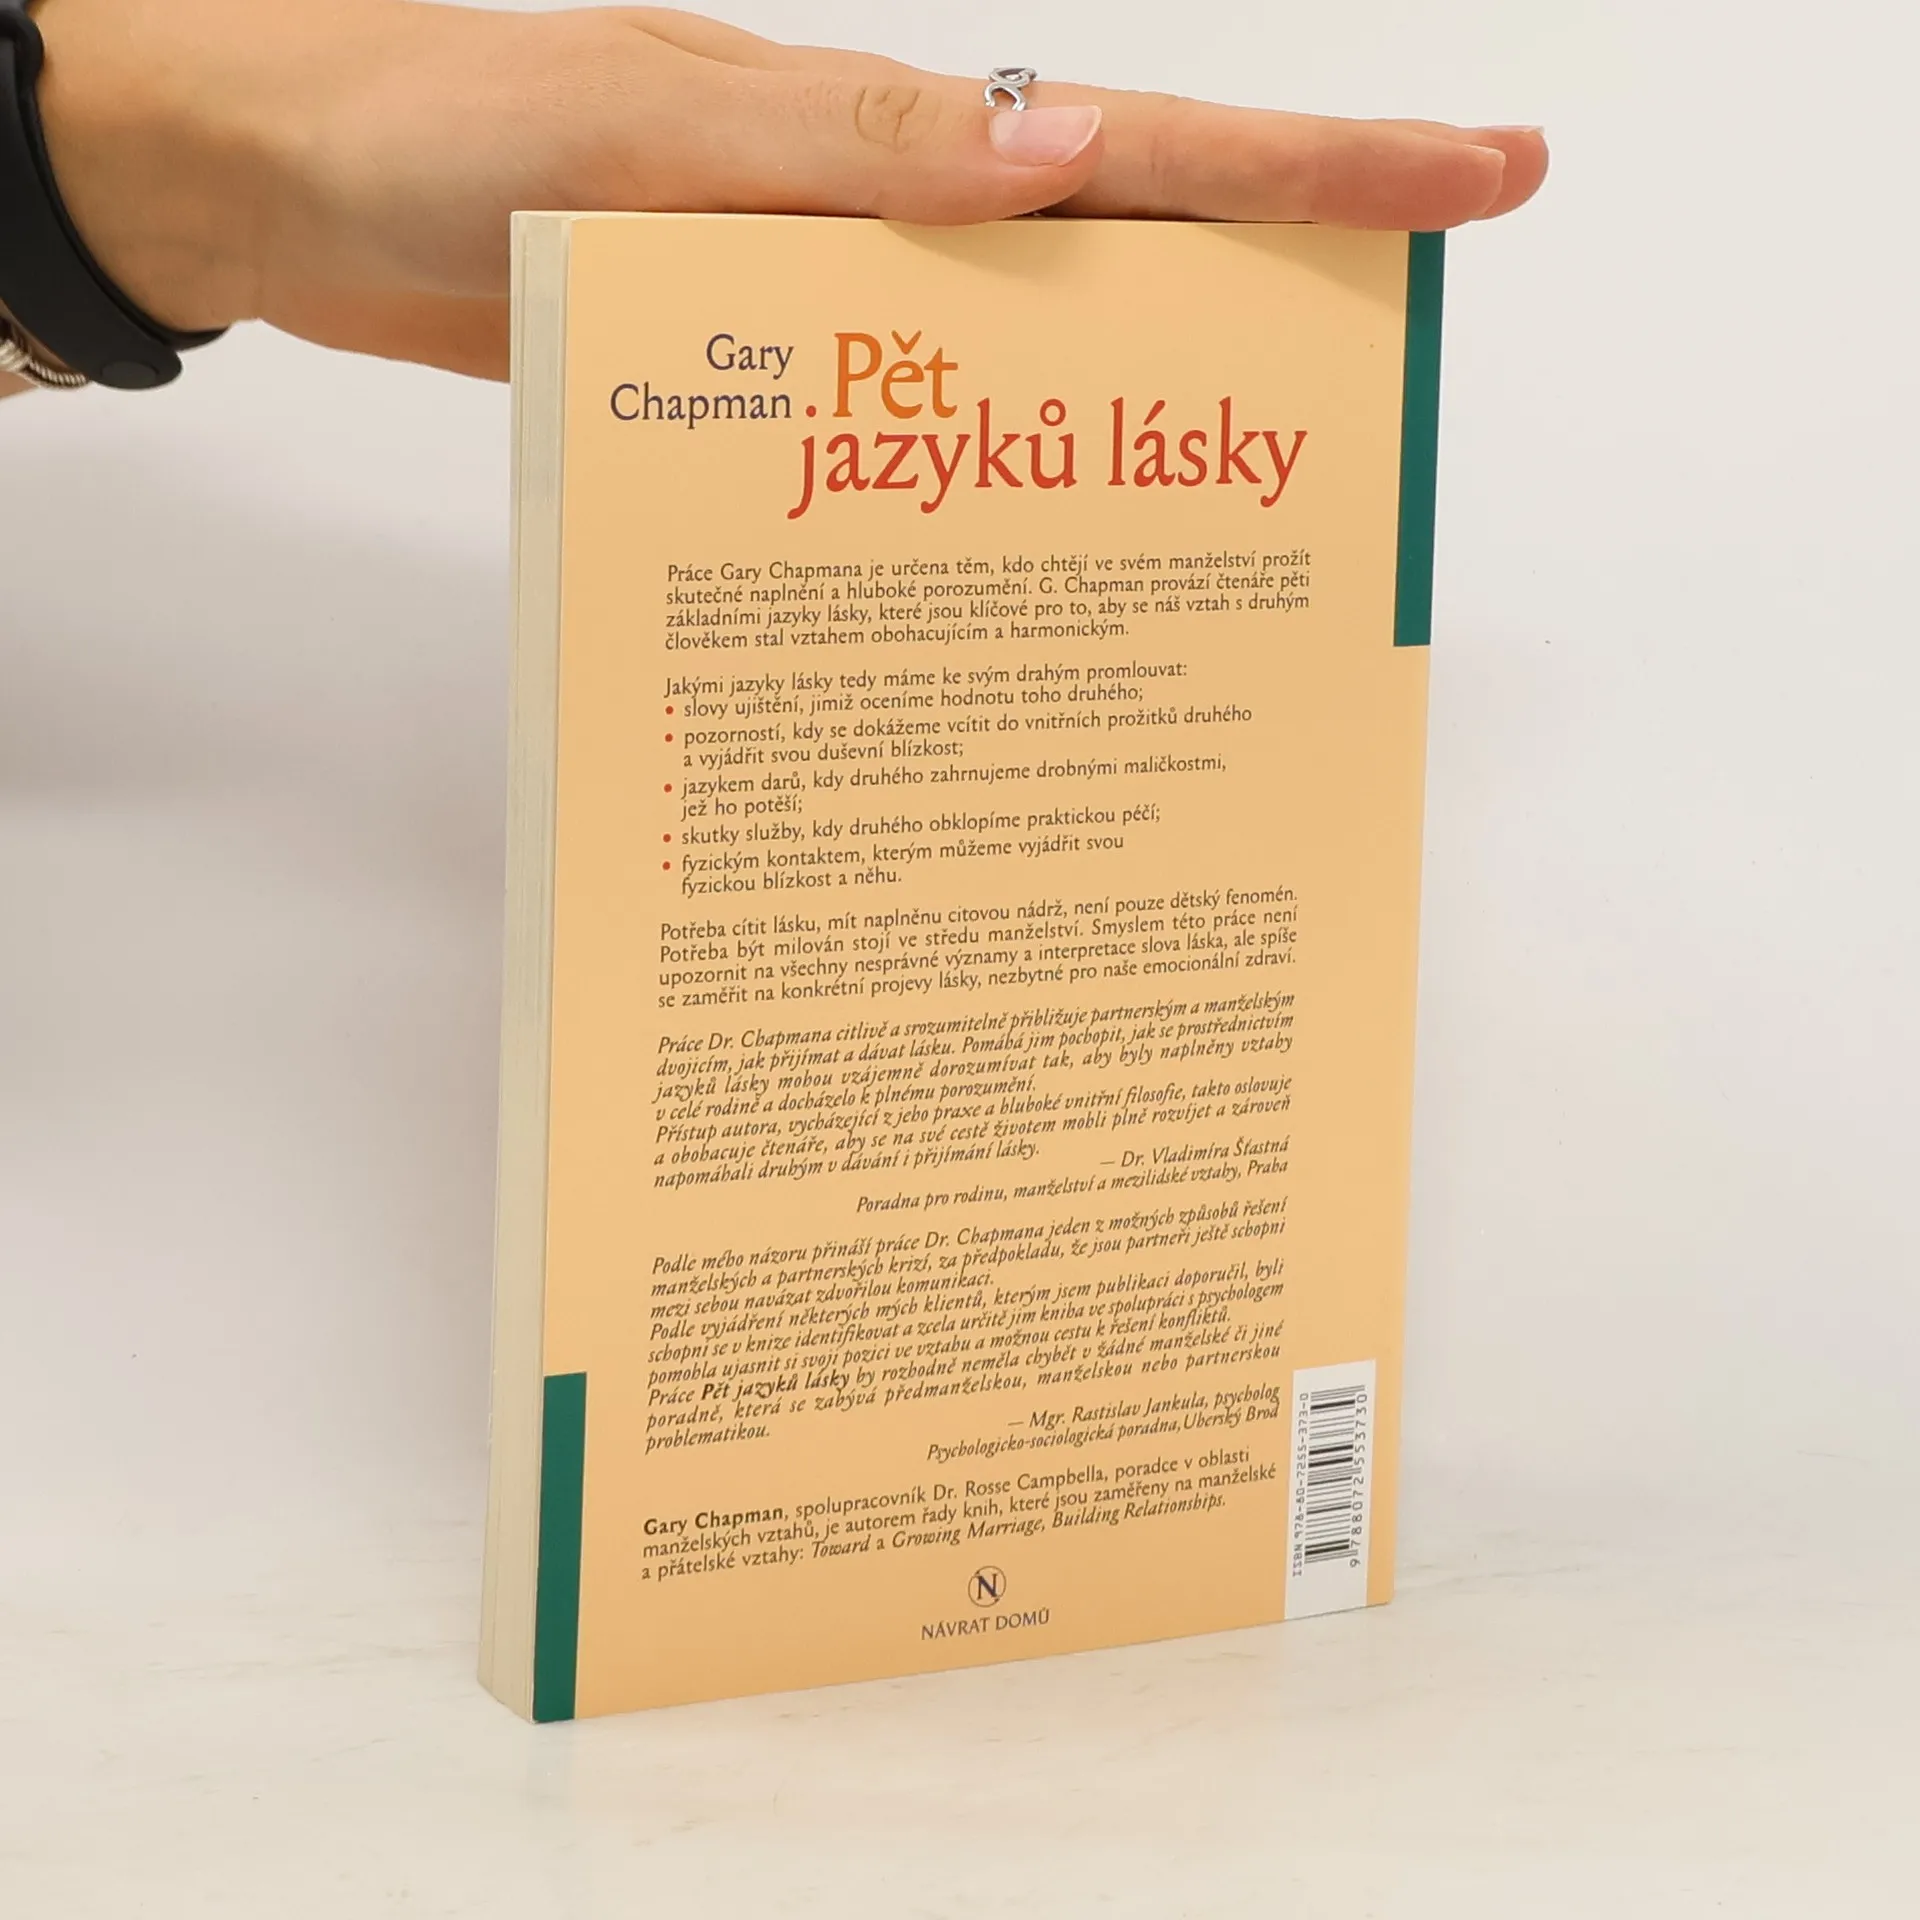 Gary
Chapman
Pět
jazyků lásky
Práce Gary Chapmana je určena těm, kdo chtějí ve svém manželství prožít
skutečné naplnění a hluboké porozumění. G. Chapman provází čtenáře pěti
základními jazyky lásky, které jsou klíčové pro to, aby se náš vztah s druhým
člověkem stal vztahem obohacujícím a harmonickým.
Jakými jazyky lásky tedy máme ke svým drahým promlouvat:
• slovy ujištění, jimiž oceníme hodnotu toho druhého;
• pozorností, kdy se dokážeme vcítit do vnitřních prožitků druhého
a vyjádřit svou duševní blízkost;
• jazykem darů, kdy druhého zahrnujeme drobnými maličkostmi,
jež ho potěší;
• skutky služby, kdy druhého obklopíme praktickou péčí;
• fyzickým kontaktem, kterým můžeme vyjádřit svou
fyzickou blízkost a něhu.
Potřeba cítit lásku, mít naplněnu citovou nádrž, není pouze dětský fenomén.
Potřeba být milován stojí ve středu manželství. Smyslem této práce není
upozornit na všechny nesprávné významy a interpretace slova láska, ale spíše
se zaměřit na konkrétní projevy lásky, nezbytné pro naše emocionální zdraví.
Práce Dr. Chapmana citlivě a srozumitelně přibližuje partnerským a manželským
dvojicím, jak přijímat a dávat lásku. Pomáhá jim pochopit, jak se prostřednictvím
jazyků lásky mohou vzájemně dorozumívat tak, aby byly naplněny vztahy
v celé rodině a docházelo k plnému porozumění.
Přístup autora, vycházející z jeho praxe a hluboké vnitřní filosofie, takto oslovuje
a obohacuje čtenáře, aby se na své cestě životem mohli plně rozvíjet a zároveň
napomáhali druhým v dávání i přijímání lásky.
— Dr. Vladimíra Šťastná
Poradna pro rodinu, manželství a mezilidské vztahy, Praha
Podle mého názoru přináší práce Dr. Chapmana jeden z možných způsobů řešení
manželských a partnerských krizí, za předpokladu, že jsou partneři ještě schopni
mezi sebou navázat zdvořilou komunikaci.
Podle vyjádření některých mých klientů, kterým jsem publikaci doporučil, byli
schopni se v knize identifikovat a zcela určitě jim kniha ve spolupráci s psychologem
pomohla ujasnit si svoji pozici ve vztahu a možnou cestu k řešení konfliktů.
Práce Pět jazyků lásky by rozhodně neměla chybět v žádné manželské či jiné
poradně, která se zabývá předmanželskou, manželskou nebo partnerskou
problematikou.
— Mgr. Rastislav Jankula, psycholog
Psychologicko-sociologická poradna, Uherský Brod
Gary Chapman, spolupracovník Dr. Rosse Campbella, poradce v oblasti
manželských vztahů, je autorem řady knih, které jsou zaměřeny na manželské
a přátelské vztahy: Toward a Growing Marriage, Building Relationships.
N
NÁVRAT DOMŮ
ISBN 978-80-7255-373-0
9 788072 553730